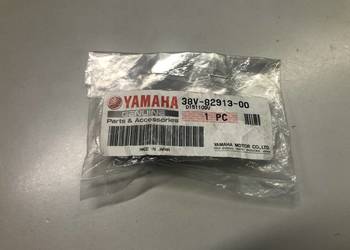 YAMAHA
GENUINE
Parts & Accessories
38V-82913-00
1 PC
MADE IN JAPAN
YAMAHA MOTOR CO., LTD.